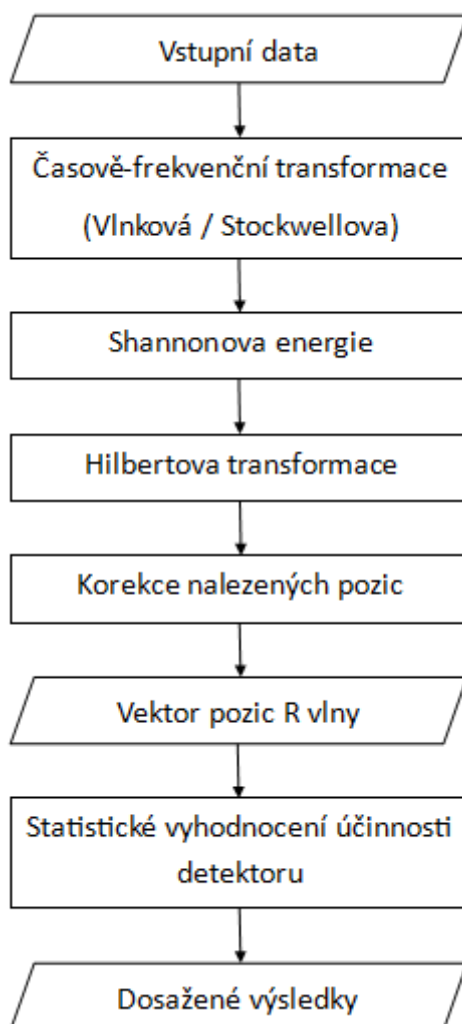 Vstupní data
Časově-frekvenční transformace
(Vlnková / Stockwellova)
Shannonova energie
Hilbertova transformace
Korekce nalezených pozic
Vektor pozic R vlny
Statistické vyhodnocení účinnosti
detektoru
Dosažené výsledky